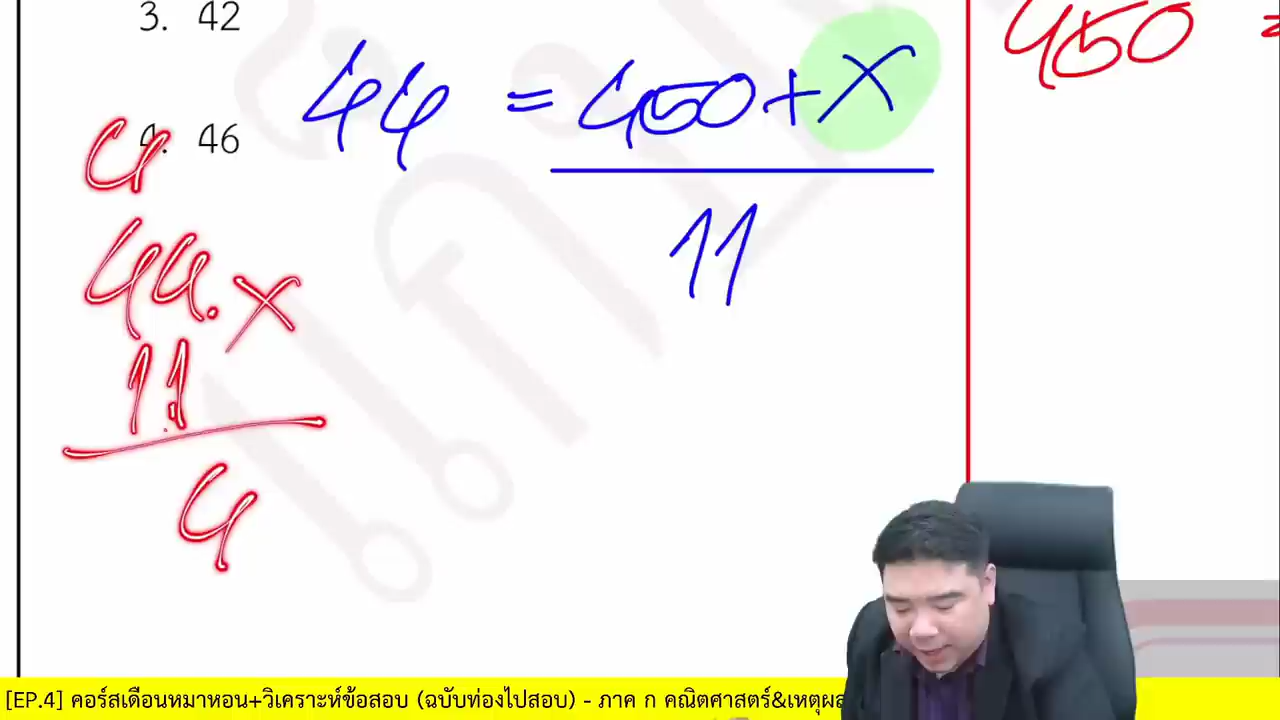 3. 42
450 =
44 = 450+X
11
4. 46
4
44 X
11
4
[EP.4] คอร์สเดือนหมาหอน+วิเคราะห์ข้อสอบ (ฉบับท่องไปสอบ) - ภาค ก คณิตศาสตร์&เหตุผล